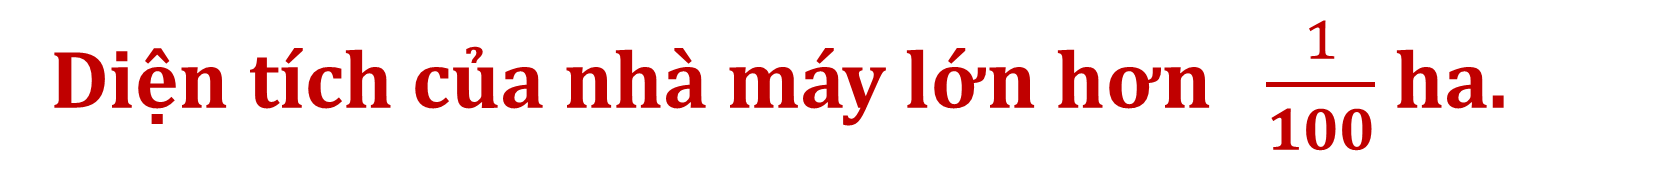 Diện tích của nhà máy lớn hơn 1/100 ha.